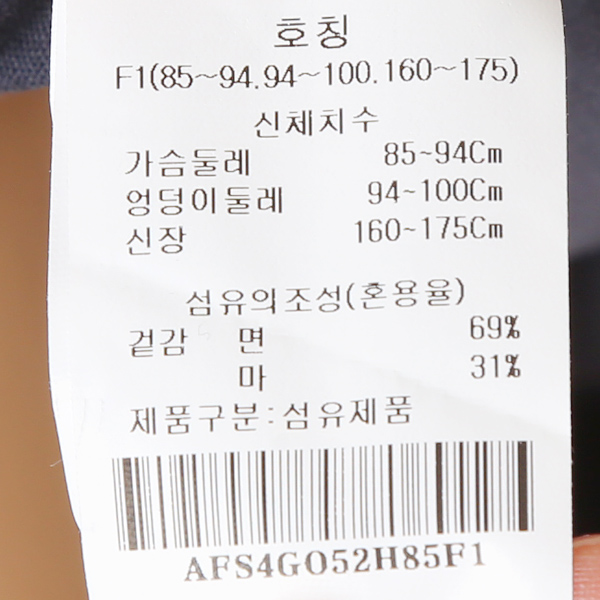 호칭
F1(85~94.94~100.160~175)
신체치수
가슴둘레 85~94Cm
엉덩이둘레 94~100Cm
신장 160~175Cm
섬유의조성(혼용율)
겉감 면 69%
마 31%
제품구분:섬유제품
AFS4GO52H85F1